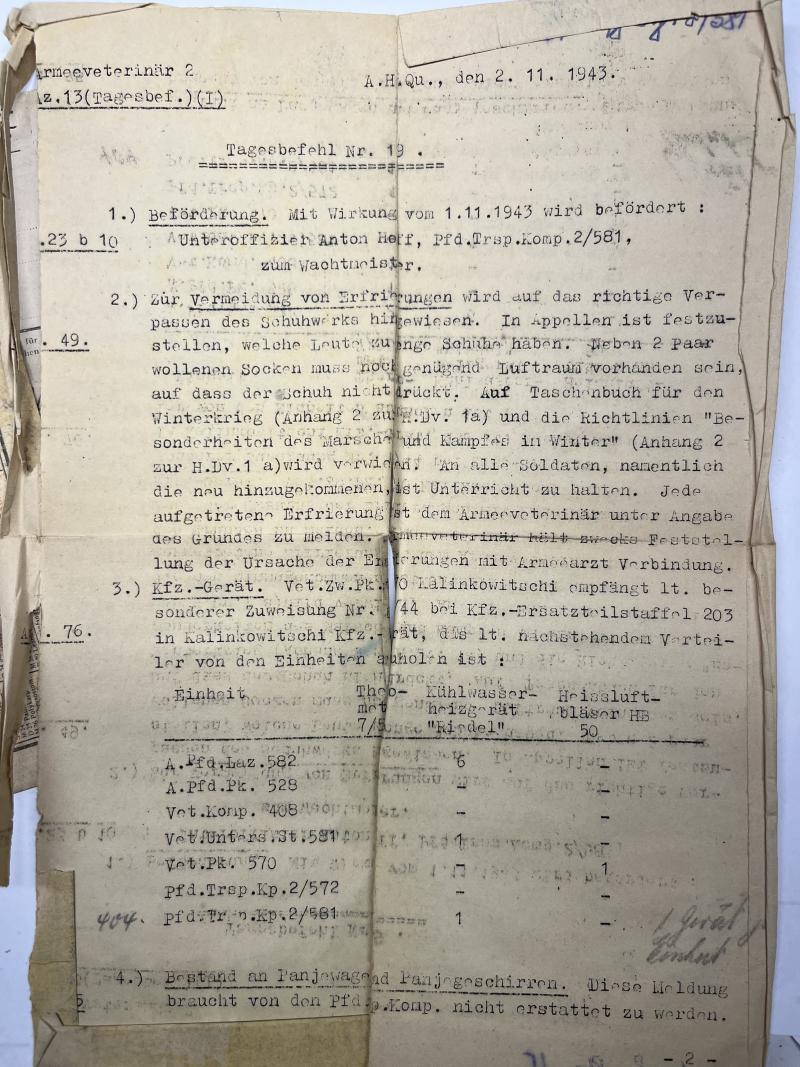 Armeeveterinär 2
A.H.Qu., den 2. 11. 1943.
Az.13(Tagesbef.)(I)
Tagesbefehl Nr. 19 .
1.) Beförderung. Mit Wirkung vom 1.11.1943 wird befördert :
.23 b 10 Unteroffizier Anton Hoff, Pfd.Trsp.Komp.2/581,
zum Wachtmeister.
2.) Zur Vermeidung von Erfrierungen wird auf das richtige Ver-
passen des Schuhwerks hingewiesen. In Appellen ist festzu-
. 49. stellen, welche Leute zu enge Schuhe haben. Neben 2 Paar
wollenen Socken muss noch genügend Luftraum vorhanden sein,
auf dass der Schuh nicht drückt. Auf Taschenbuch für den
Winterkrieg (Anhang 2 zu H.Dv. 1a) und die Richtlinien "Be-
sonderheiten des Marsches und Kampfes in Winter" (Anhang 2
zur H.Dv.1 a)wird verwiesen. An alle Soldaten, namentlich
die neu hinzugekommenen, ist Unterricht zu halten. Jede
aufgetretene Erfrierung ist dem Armeeveterinär unter Angabe
des Grundes zu melden. Armeeveterinär hält zwecks Feststel-
lung der Ursache der Erfrierungen mit Armeearzt Verbindung.
3.) Kfz.-Gerät. Vet.Zw.Pk. 70 Kalinkowitschi empfängt lt. be-
sonderer Zuweisung Nr. /44 bei Kfz.-Ersatzteilstaffel 203
. 76. in Kalinkowitschi Kfz.-Gerät, das lt. nachstehendem Vertei-
ler von den Einheiten abzuholen ist :
Einheit Kühlwasser- Heissluft-
heizgerät bläser HB
"Riedel" 50
A.Pfd.Laz.582 6 -
A.Pfd.Pk. 528 - -
Vet.Komp. 408 - -
Vet.Unters.St.581 1 -
Vet.Pk. 570 - 1
Pfd.Trsp.Kp.2/572 - -
404. Pfd.Trsp.Kp.2/581 1 -
1 Gerät
Einheit
4.) Bestand an Panjewagen und Panjegeschirren. Diese Meldung
braucht von den Pfd. Komp. nicht erstattet zu werden.
- 2 -